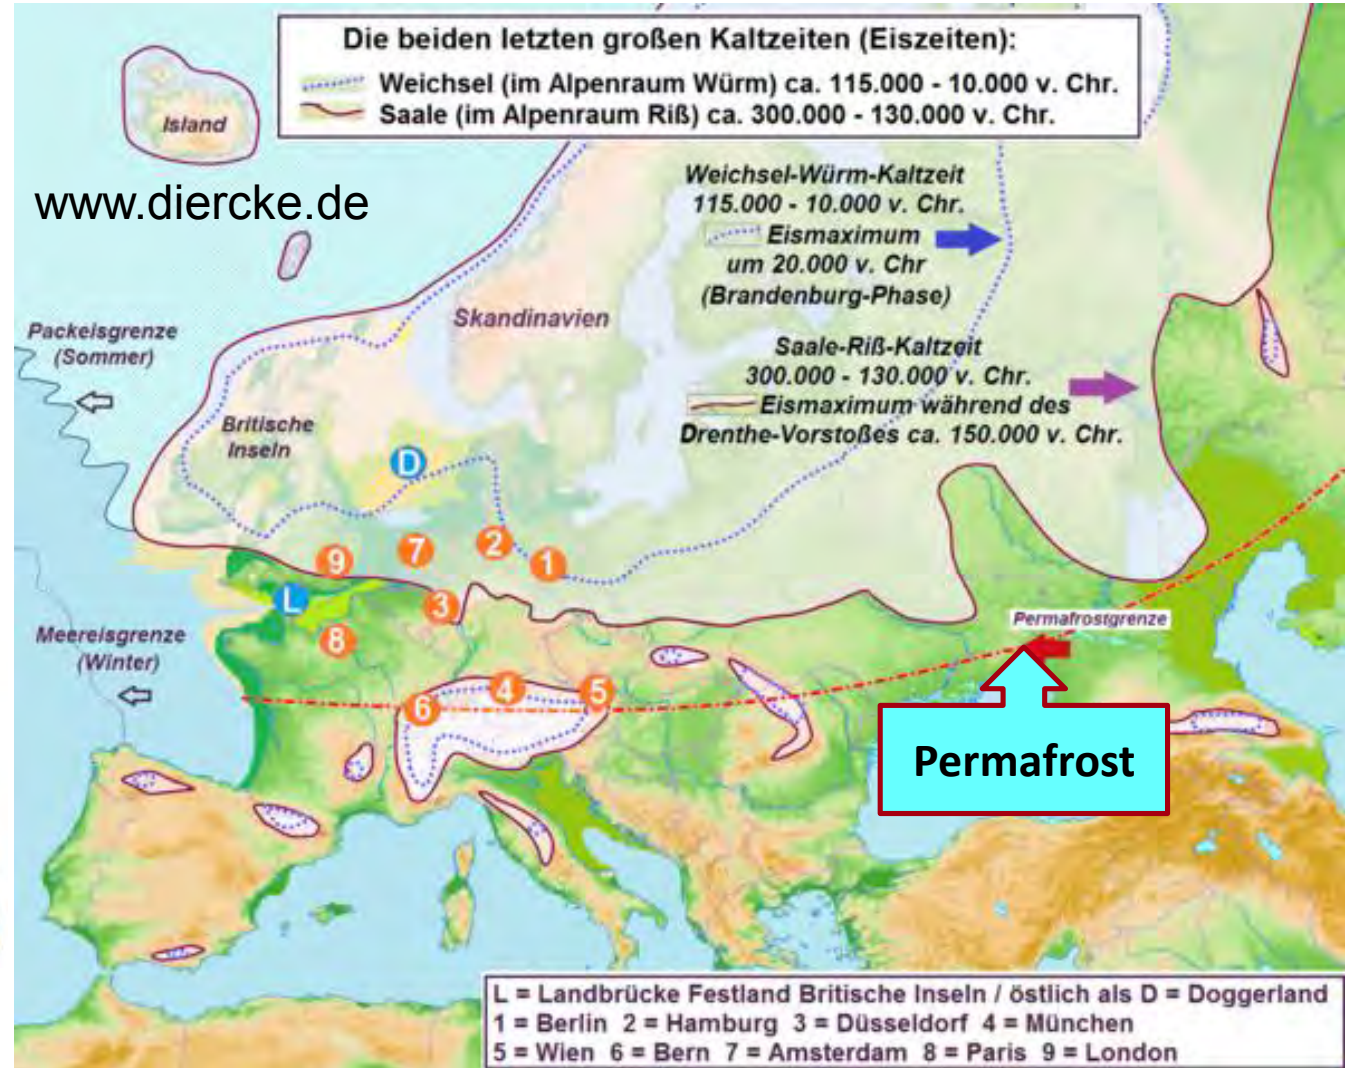 Die beiden letzten großen Kaltzeiten (Eiszeiten):
Weichsel (im Alpenraum Würm) ca. 115.000 - 10.000 v. Chr.
Saale (im Alpenraum Riß) ca. 300.000 - 130.000 v. Chr.
Island
www.diercke.de
Weichsel-Würm-Kaltzeit
115.000 - 10.000 v. Chr.
Eismaximum
um 20.000 v. Chr
(Brandenburg-Phase)
Skandinavien
Packeisgrenze
(Sommer)
Saale-Riß-Kaltzeit
300.000 - 130.000 v. Chr.
Eismaximum während des
Drenthe-Vorstoßes ca. 150.000 v. Chr.
Britische
Inseln
D
2
7
9
1
L
3
8
Permafrostgrenze
Meereisgrenze
(Winter)
4
5
6
Permafrost
L = Landbrücke Festland Britische Inseln / östlich als D = Doggerland
1 = Berlin 2 = Hamburg 3 = Düsseldorf 4 = München
5 = Wien 6 = Bern 7 = Amsterdam 8 = Paris 9 = London